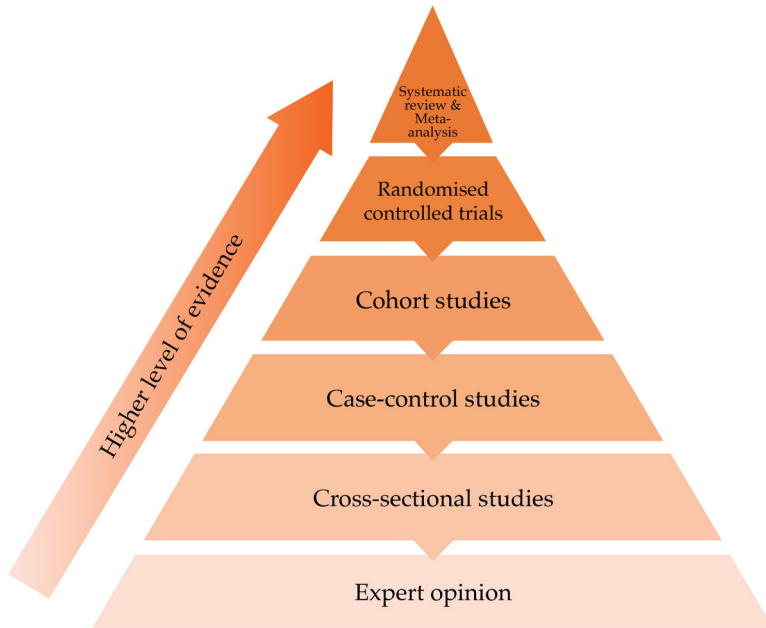 Systematic
review &
Meta-
analysis
Randomised
controlled trials
Cohort studies
Case-control studies
Cross-sectional studies
Expert opinion
Higher level of evidence